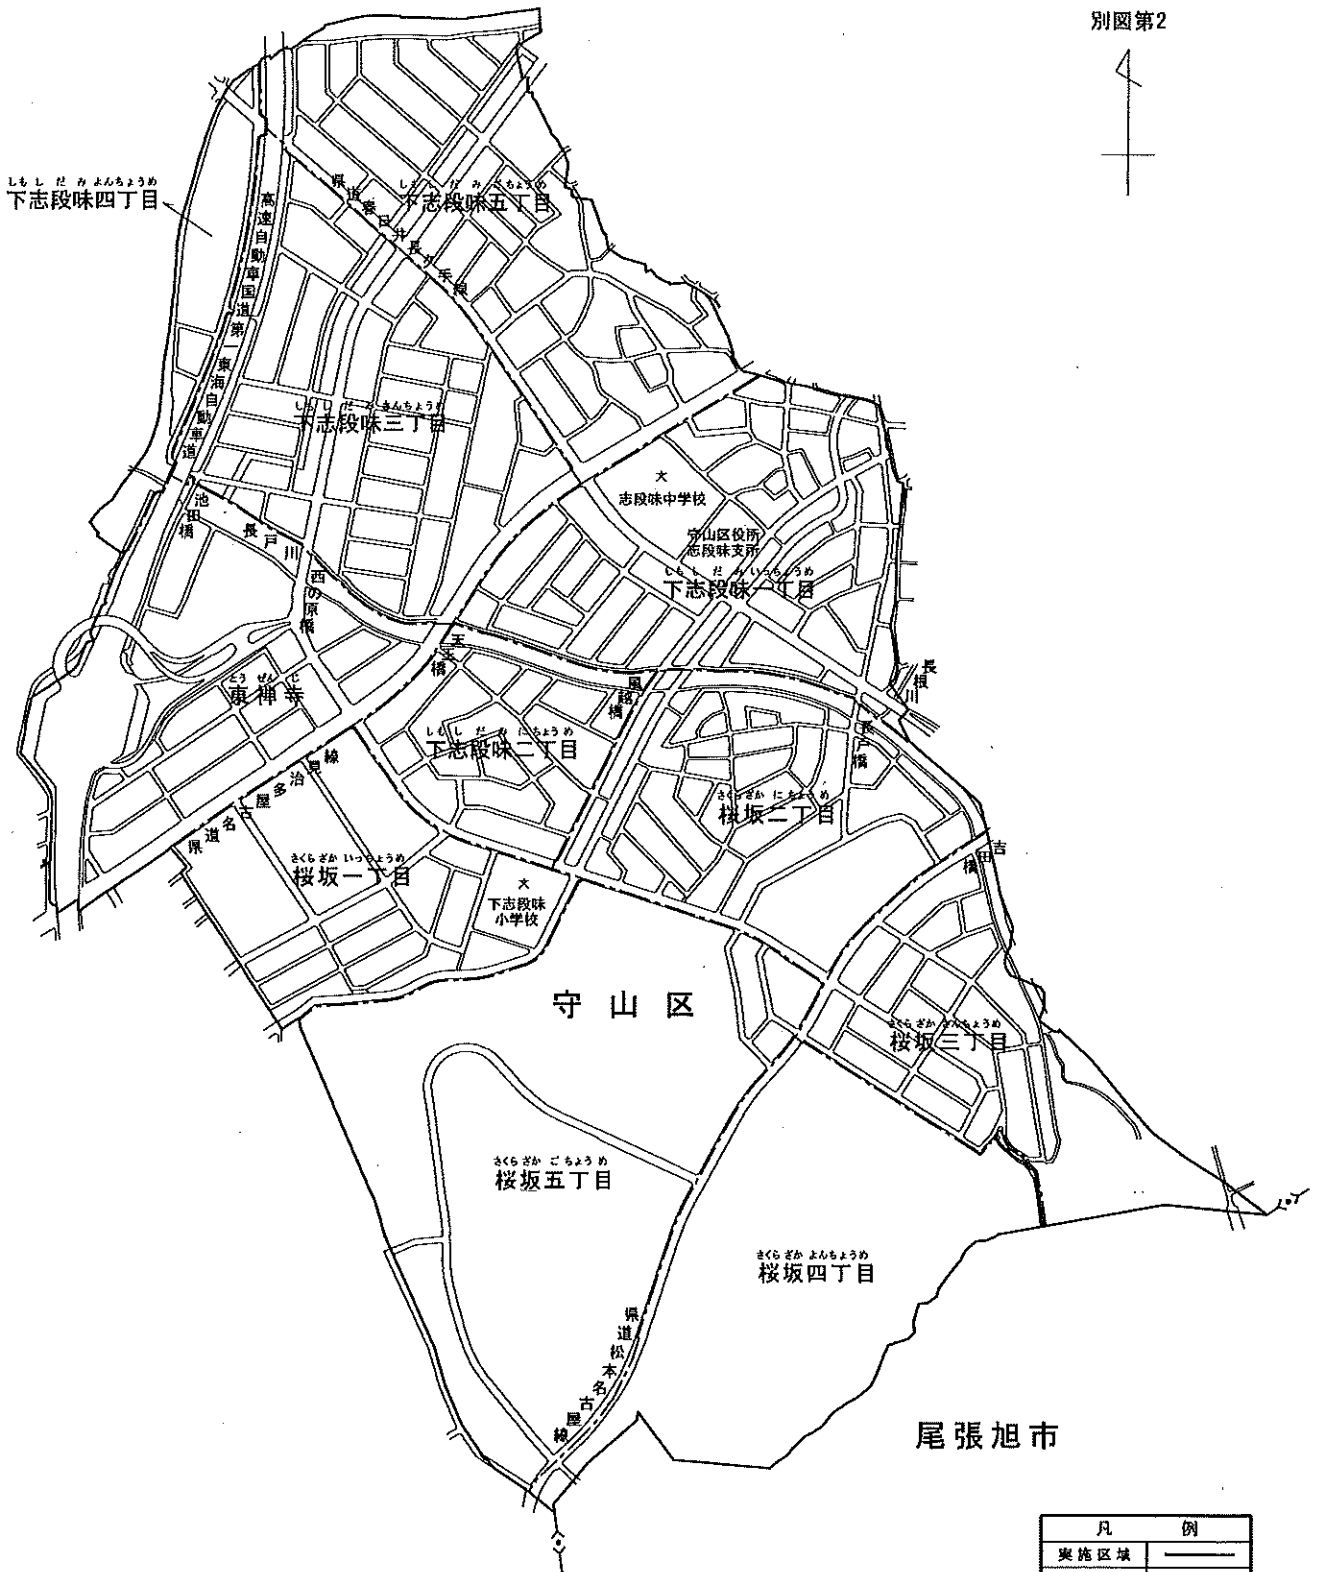 別図第2
しもしだみよんちょうめ
下志段味四丁目
しもしだみごちょうめ
下志段味五丁目
県道春日井長久手線
高速自動車国道第一東海自動車道
しもしだみさんちょうめ
下志段味三丁目
志段味中学校
守山区役所
志段味支所
しもしだみいっちょうめ
下志段味一丁目
池田橋
長戸川
西の原橋
とうぜんじ
東禅寺
しもしだみにちょうめ
下志段味二丁目
風越橋
長根川
長戸橋
さくらざかにちょうめ
桜坂二丁目
県道名古屋多治見線
さくらざかいっちょうめ
桜坂一丁目
下志段味
小学校
吉田橋
守山区
さくらざかさんちょうめ
桜坂三丁目
さくらざかごちょうめ
桜坂五丁目
さくらざかよんちょうめ
桜坂四丁目
県道松本名古屋線
尾張旭市
凡例
実施区域